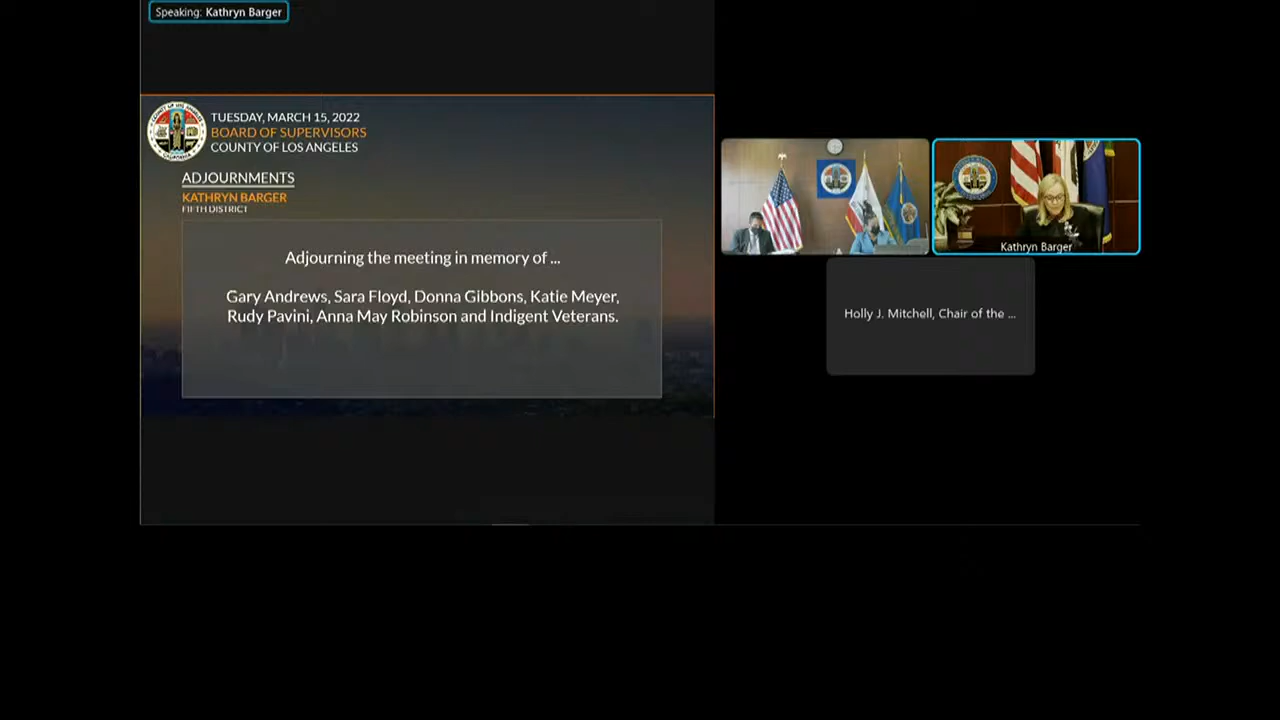 Speaking: Kathryn Barger
TUESDAY, MARCH 15, 2022
BOARD OF SUPERVISORS
COUNTY OF LOS ANGELES
ADJOURNMENTS
KATHRYN BARGER
FIFTH DISTRICT
Adjourning the meeting in memory of ...
Gary Andrews, Sara Floyd, Donna Gibbons, Katie Meyer,
Rudy Pavini, Anna May Robinson and Indigent Veterans.
Kathryn Barger
Holly J. Mitchell, Chair of the ...